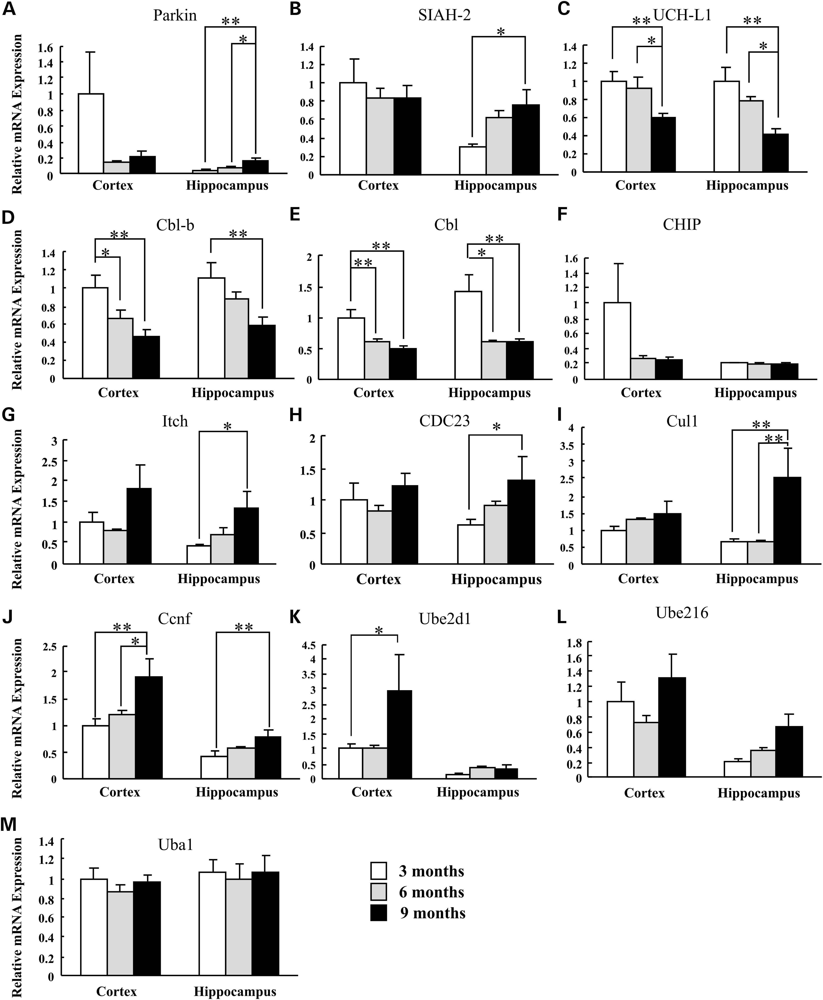 A
Parkin
Relative mRNA Expression
**
*
1.6
1.4
1.2
1
0.8
0.6
0.4
0.2
0
Cortex
Hippocampus
B
SIAH-2
*
1.4
1.2
1
0.8
0.6
0.4
0.2
0
Cortex
Hippocampus
C
UCH-L1
**
*
**
*
1.4
1.2
1
0.8
0.6
0.4
0.2
0
Cortex
Hippocampus
D
Cbl-b
Relative mRNA Expression
**
*
**
1.4
1.2
1
0.8
0.6
0.4
0.2
0
Cortex
Hippocampus
E
Cbl
**
**
**
*
2
1.5
1
0.5
0
Cortex
Hippocampus
F
CHIP
1.6
1.4
1.2
1
0.8
0.6
0.4
0.2
0
Cortex
Hippocampus
G
Itch
Relative mRNA Expression
*
3
2.5
2
1.5
1
0.5
0
Cortex
Hippocampus
H
CDC23
*
2
1.5
1
0.5
0
Cortex
Hippocampus
I
Cul1
**
**
4
3.5
3
2.5
2
1.5
1
0.5
0
Cortex
Hippocampus
J
Ccnf
Relative mRNA Expression
**
*
**
2.5
2
1.5
1
0.5
0
Cortex
Hippocampus
K
Ube2d1
*
4.5
4
3.5
3
2.5
2
1.5
1
0.5
0
Cortex
Hippocampus
L
Ube216
1.8
1.6
1.4
1.2
1
0.8
0.6
0.4
0.2
0
Cortex
Hippocampus
M
Uba1
Relative mRNA Expression
1.4
1.2
1
0.8
0.6
0.4
0.2
0
Cortex
Hippocampus
3 months
6 months
9 months